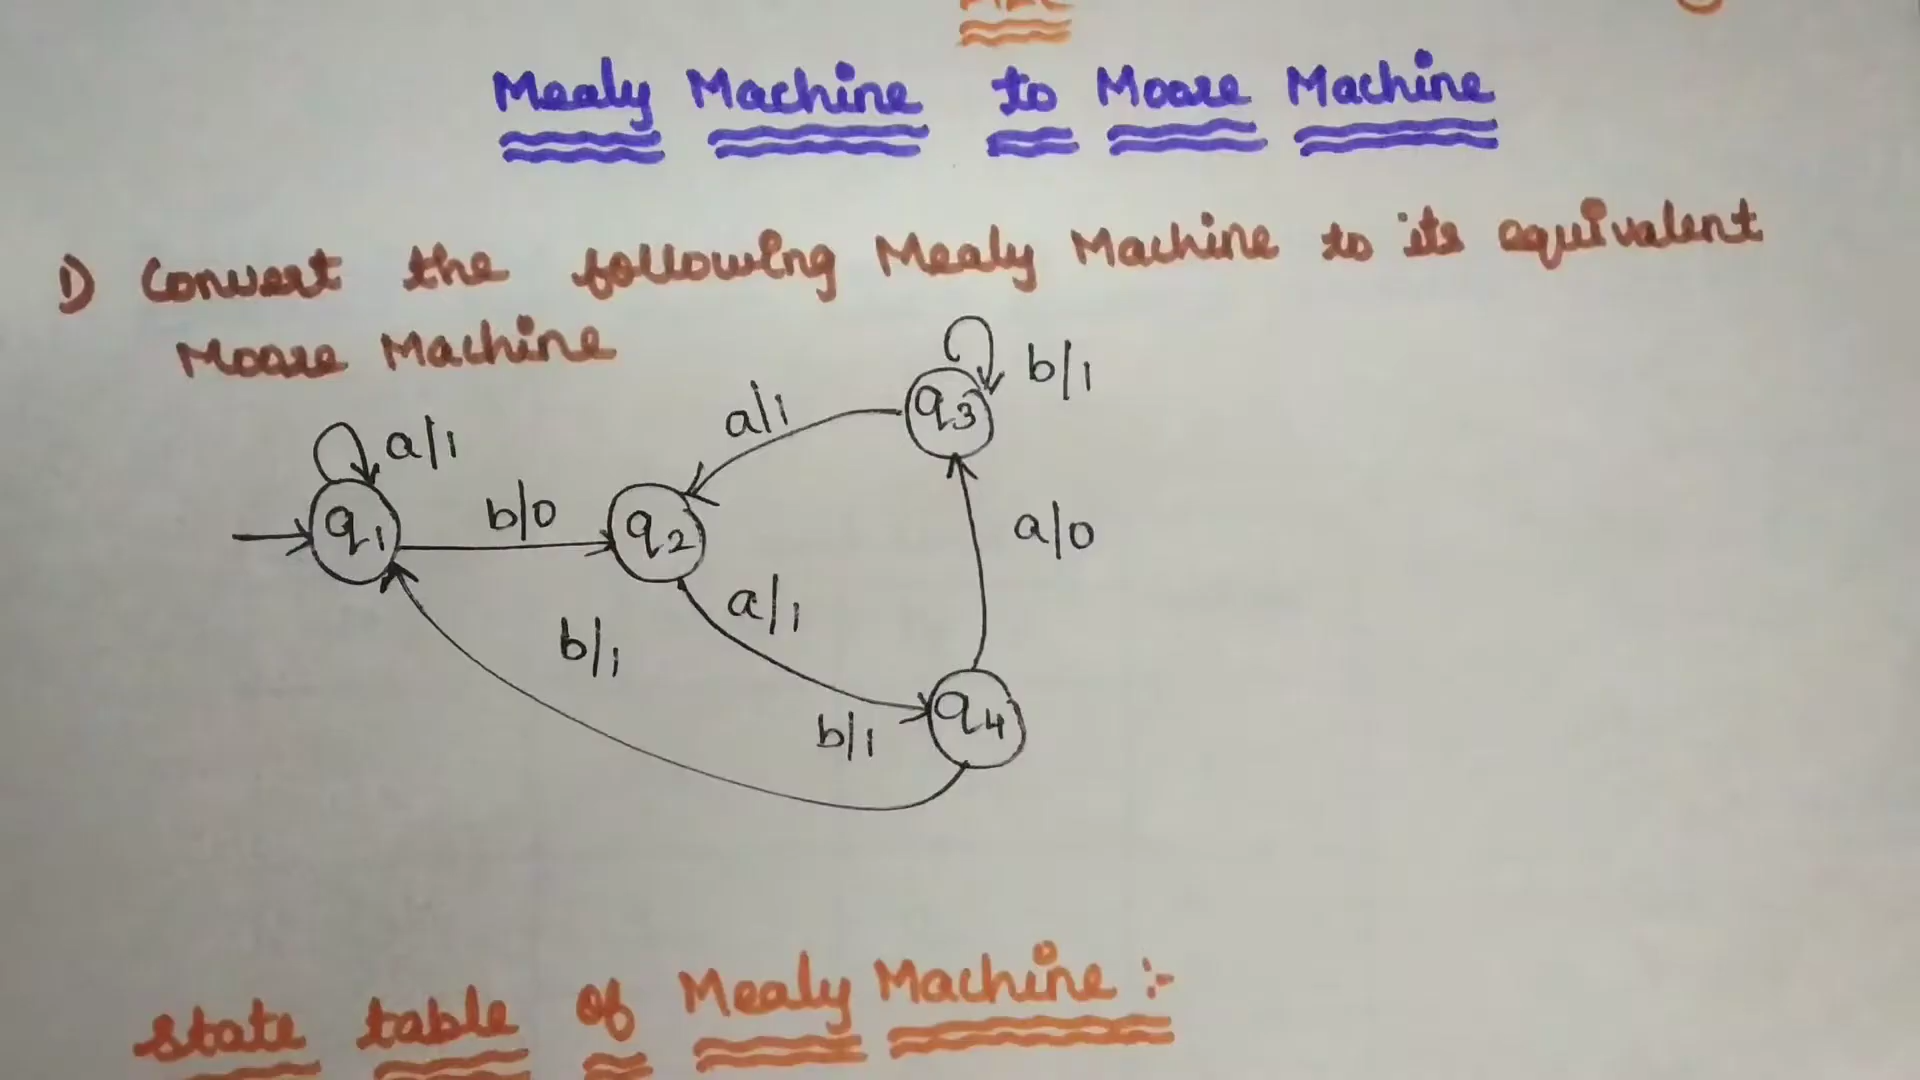 Mealy Machine to Moore Machine
1) Convert the following Mealy Machine to its equivalent
Moore Machine
b/1
q3
a/1
a/1
q1
b/0
q2
a/0
a/1
b/1
b/1
q4
State table of Mealy Machine :-